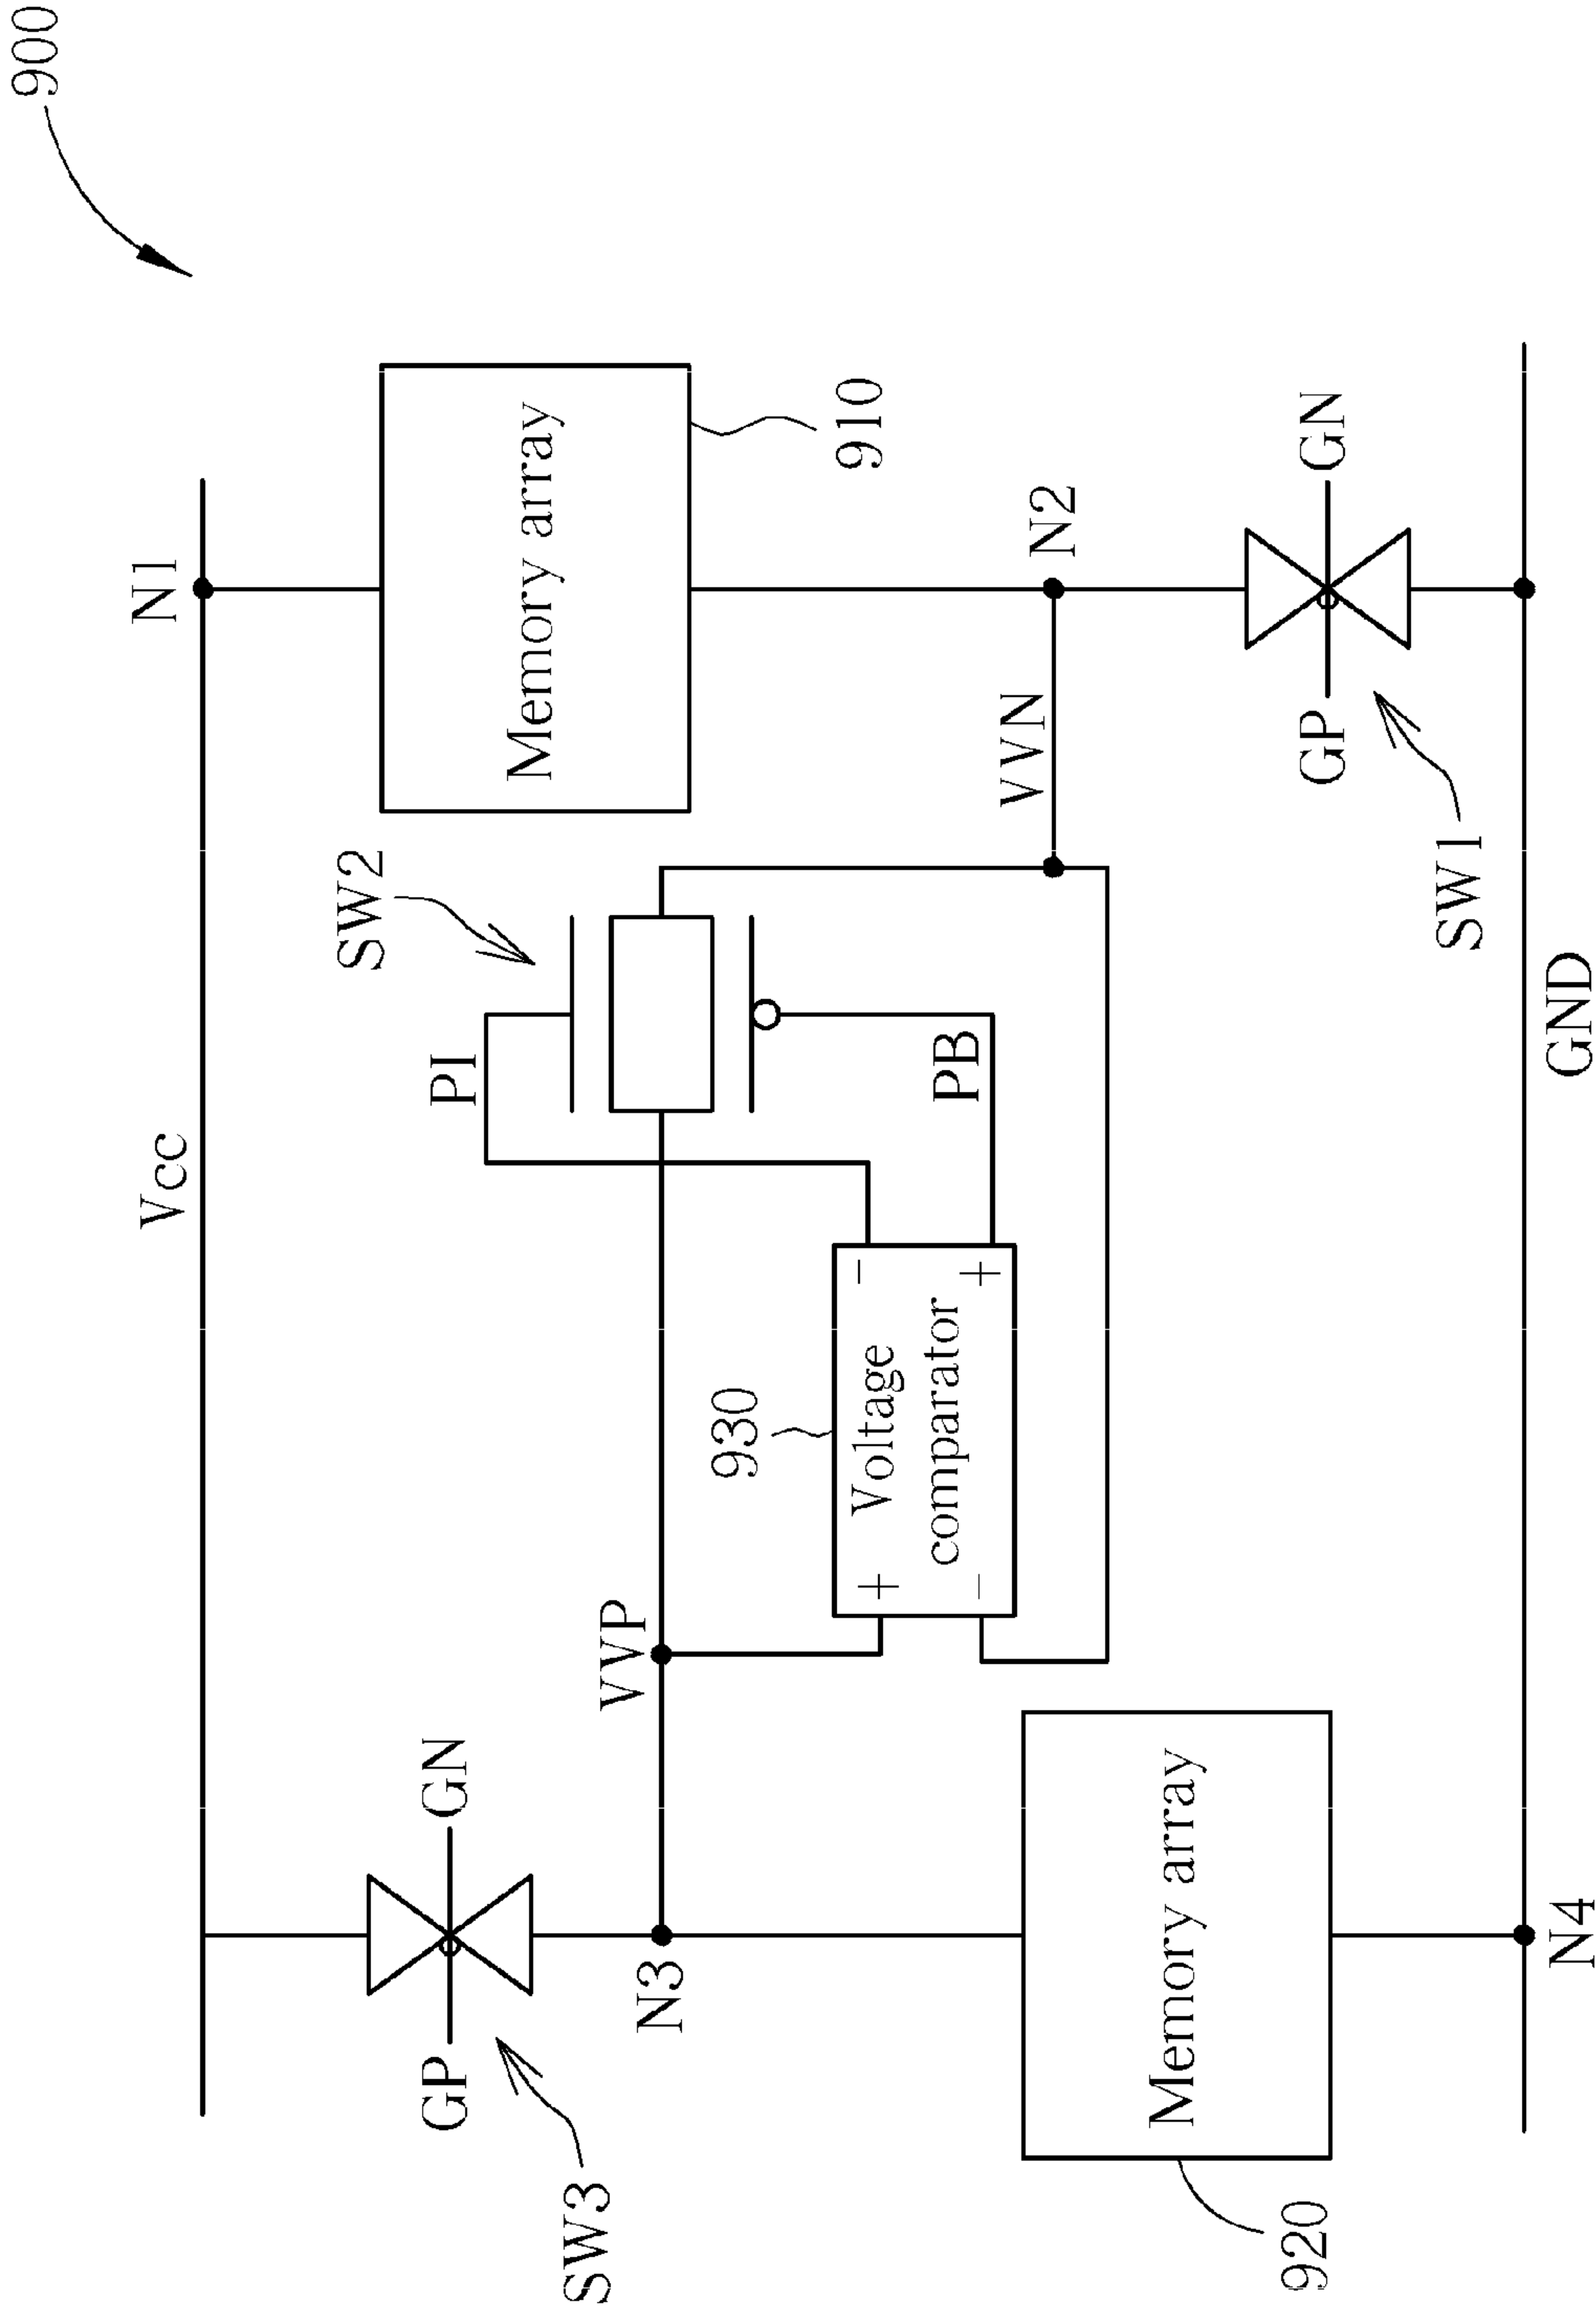 900
Vcc
N1
GP
GN
SW3
N3
VVP
PI
SW2
Memory array
910
930
+
-
Voltage
comparator
-
+
PB
VVN
N2
Memory array
920
GP
GN
SW1
N4
GND